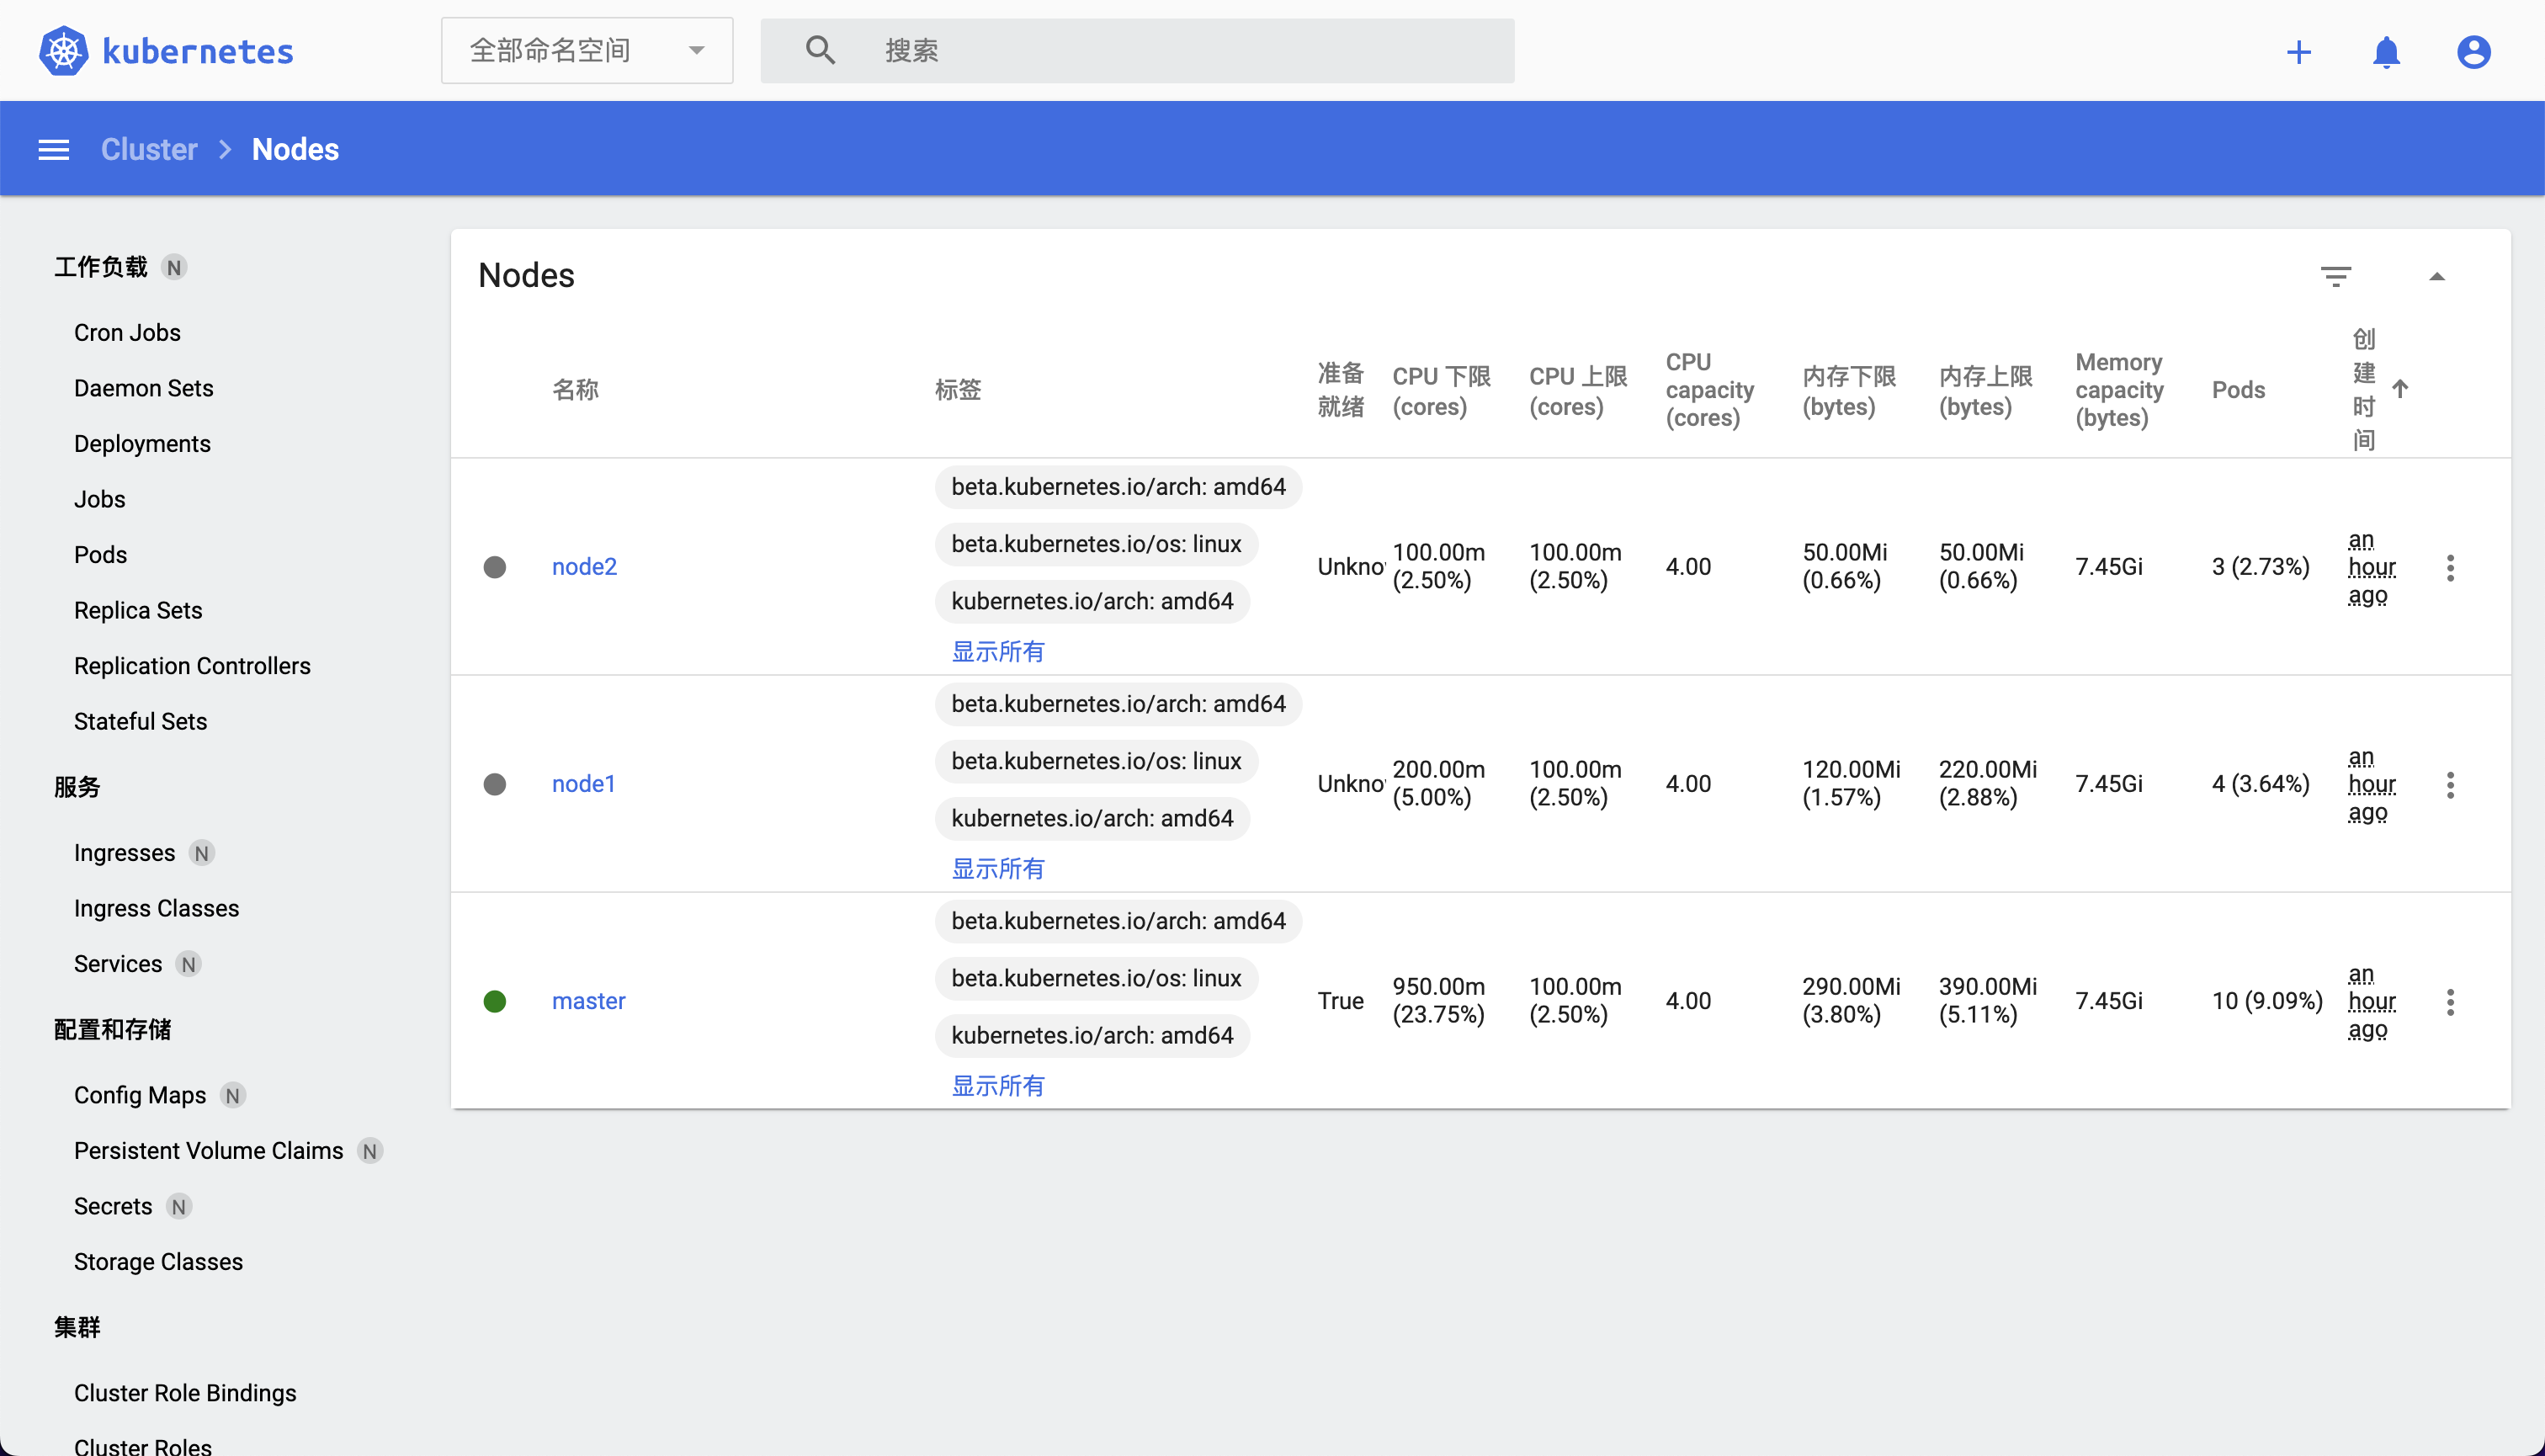 kubernetes
全部命名空间
搜索
Cluster
Nodes
工作负载 N
Cron Jobs
Daemon Sets
Deployments
Jobs
Pods
Replica Sets
Replication Controllers
Stateful Sets
服务
Ingresses N
Ingress Classes
Services N
配置和存储
Config Maps N
Persistent Volume Claims N
Secrets N
Storage Classes
集群
Cluster Role Bindings
Cluster Roles
Nodes
名称
标签
准备
就绪
CPU 下限
(cores)
CPU 上限
(cores)
CPU
capacity
(cores)
内存下限
(bytes)
内存上限
(bytes)
Memory
capacity
(bytes)
Pods
创
建
时
间
node2
beta.kubernetes.io/arch: amd64
beta.kubernetes.io/os: linux
kubernetes.io/arch: amd64
显示所有
Unkno
100.00m
(2.50%)
100.00m
(2.50%)
4.00
50.00Mi
(0.66%)
50.00Mi
(0.66%)
7.45Gi
3 (2.73%)
an
hour
ago
node1
beta.kubernetes.io/arch: amd64
beta.kubernetes.io/os: linux
kubernetes.io/arch: amd64
显示所有
Unkno
200.00m
(5.00%)
100.00m
(2.50%)
4.00
120.00Mi
(1.57%)
220.00Mi
(2.88%)
7.45Gi
4 (3.64%)
an
hour
ago
master
beta.kubernetes.io/arch: amd64
beta.kubernetes.io/os: linux
kubernetes.io/arch: amd64
显示所有
True
950.00m
(23.75%)
100.00m
(2.50%)
4.00
290.00Mi
(3.80%)
390.00Mi
(5.11%)
7.45Gi
10 (9.09%)
an
hour
ago